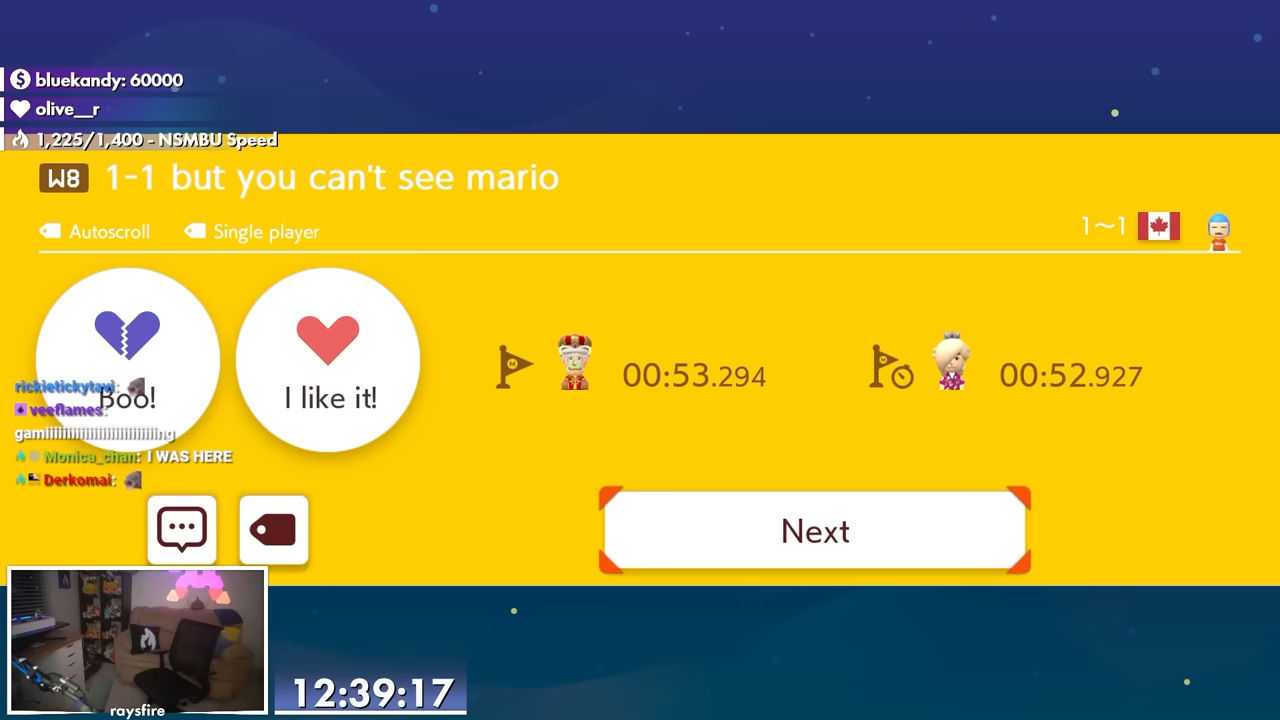 bluekandy: 60000
olive__r
1,225/1,400 - NSMBU Speed
W8 1-1 but you can't see mario
Autoscroll Single player
1~1
Boo!
I like it!
00:53.294
00:52.927
rickietickytavi:
veeflames:
gamiiiiiiiiiiiiiiiiiiiiiiiiiiing
Monica_chan: I WAS HERE
Derkomai:
Next
12:39:17
raysfire